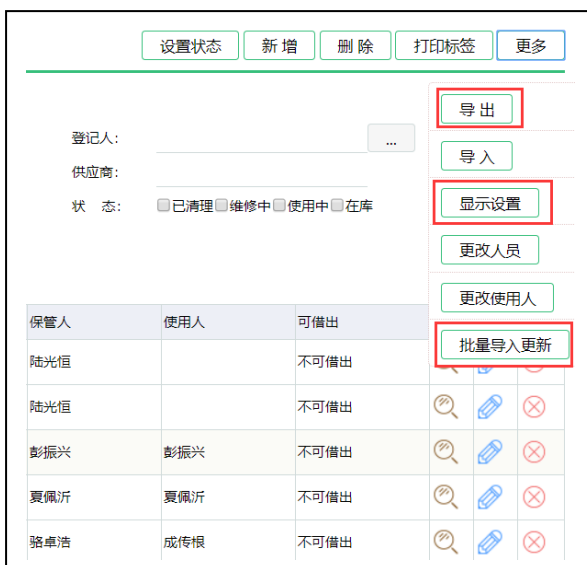 设置状态 新 增 删 除 打印标签 更多
导 出
登记人: ...
导 入
供应商:
状 态: 已清理 维修中 使用中 在库
显示设置
更改人员
更改使用人
保管人 使用人 可借出
批量导入更新
陆光恒 不可借出
陆光恒 不可借出
彭振兴 彭振兴 不可借出
夏佩沂 夏佩沂 不可借出
骆卓浩 成传根 不可借出